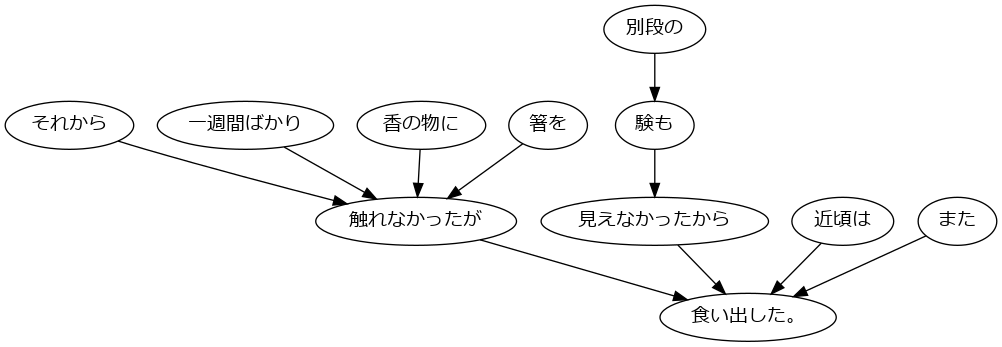 別段の
それから
一週間ばかり
香の物に
箸を
験も
触れなかったが
見えなかったから
近頃は
また
食い出した。